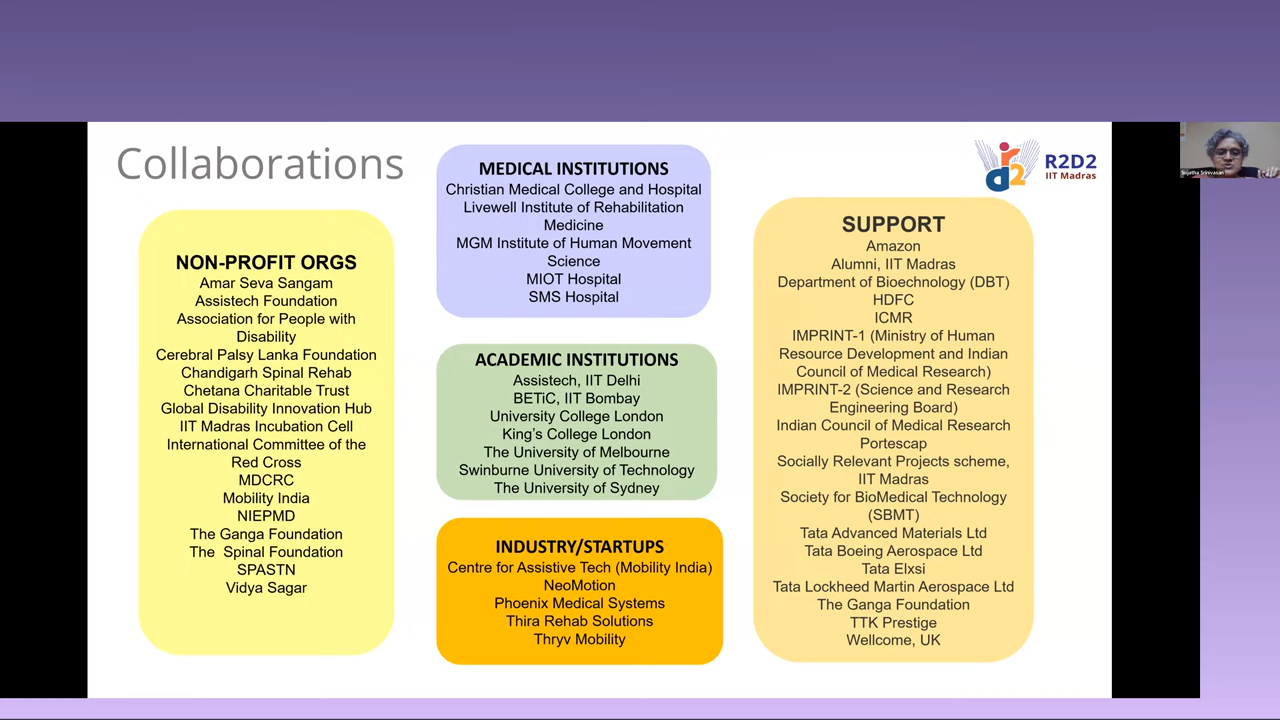 Collaborations
NON-PROFIT ORGS
Amar Seva Sangam
Assistech Foundation
Association for People with
Disability
Cerebral Palsy Lanka Foundation
Chandigarh Spinal Rehab
Chetana Charitable Trust
Global Disability Innovation Hub
IIT Madras Incubation Cell
International Committee of the
Red Cross
MDCRC
Mobility India
NIEPMD
The Ganga Foundation
The Spinal Foundation
SPASTN
Vidya Sagar
MEDICAL INSTITUTIONS
Christian Medical College and Hospital
Livewell Institute of Rehabilitation
Medicine
MGM Institute of Human Movement
Science
MIOT Hospital
SMS Hospital
ACADEMIC INSTITUTIONS
Assistech, IIT Delhi
BETiC, IIT Bombay
University College London
King's College London
The University of Melbourne
Swinburne University of Technology
The University of Sydney
INDUSTRY/STARTUPS
Centre for Assistive Tech (Mobility India)
NeoMotion
Phoenix Medical Systems
Thira Rehab Solutions
Thryv Mobility
r
d2
R2D2
IIT Madras
SUPPORT
Amazon
Alumni, IIT Madras
Department of Bioechnology (DBT)
HDFC
ICMR
IMPRINT-1 (Ministry of Human
Resource Development and Indian
Council of Medical Research)
IMPRINT-2 (Science and Research
Engineering Board)
Indian Council of Medical Research
Portescap
Socially Relevant Projects scheme,
IIT Madras
Society for BioMedical Technology
(SBMT)
Tata Advanced Materials Ltd
Tata Boeing Aerospace Ltd
Tata Elxsi
Tata Lockheed Martin Aerospace Ltd
The Ganga Foundation
TTK Prestige
Wellcome, UK
Sujatha Srinivasan